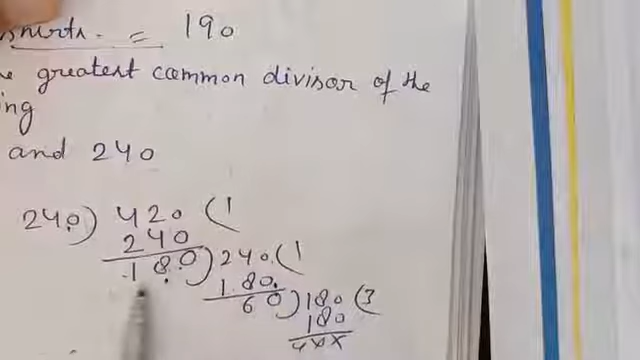 = 190
greatest common divisor of the
and 240
240) 420 (1
240
180) 240 (1
180
60) 180 (3
180
xxx